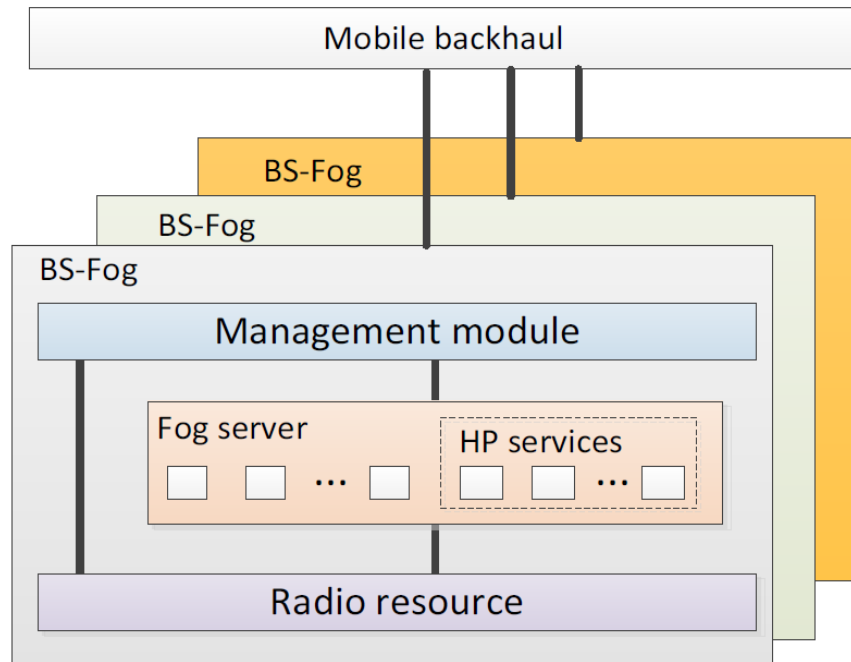 Mobile backhaul
BS-Fog
BS-Fog
BS-Fog
Management module
Fog server
HP services
...
...
Radio resource